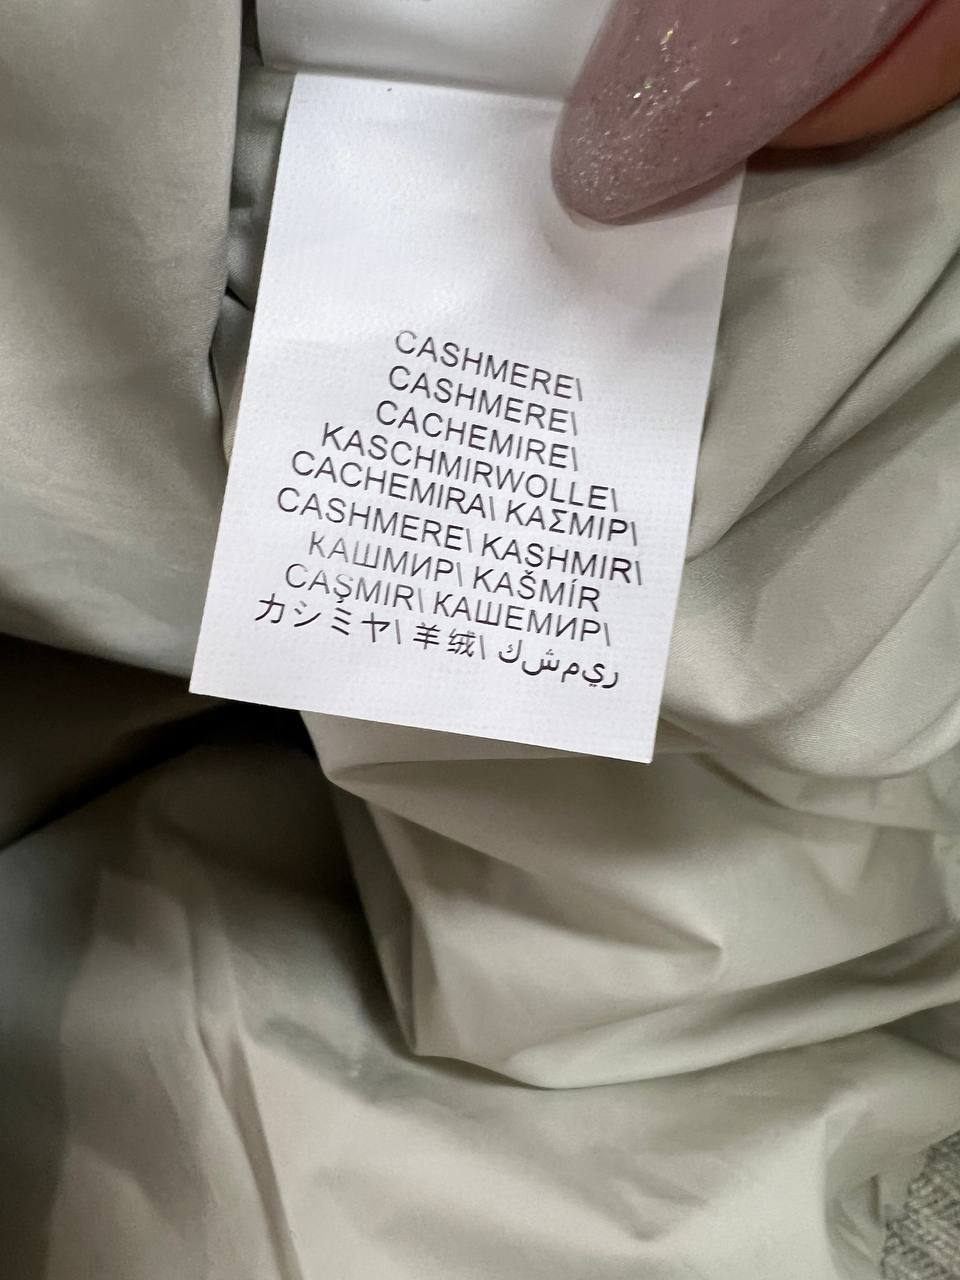 CASHMERE\
CASHMERE\
CACHEMIRE\
KASCHMIRWOLLE\
CACHEMIRA\ ΚΑΣΜΙΡ\
CASHMERE\ KASHMIR\
КАШМИР\ KAŠMÍR
CAŞMIR\ КАШЕМИР\
カシミヤ\ 羊绒\ ﻙﺵﻡﻱﺭ